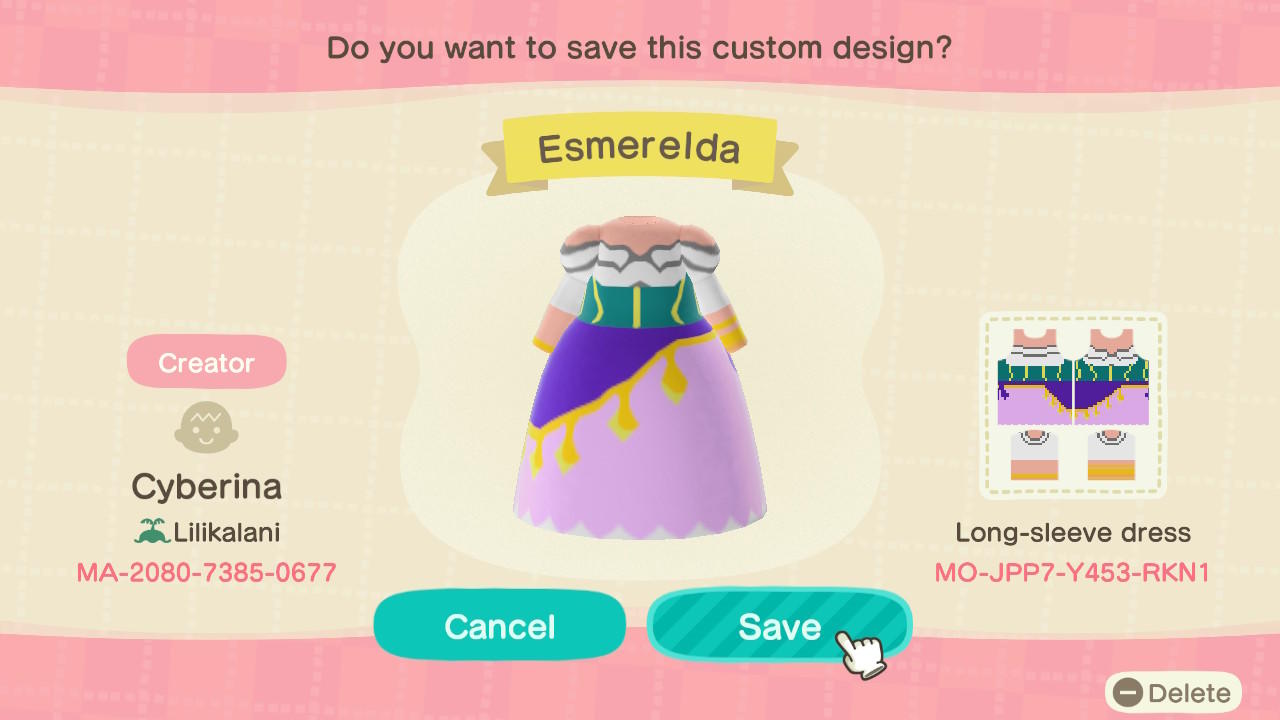 Do you want to save this custom design?
Esmerelda
Creator
Cyberina
Lilikalani
MA-2080-7385-0677
Long-sleeve dress
MO-JPP7-Y453-RKN1
Cancel
Save
Delete